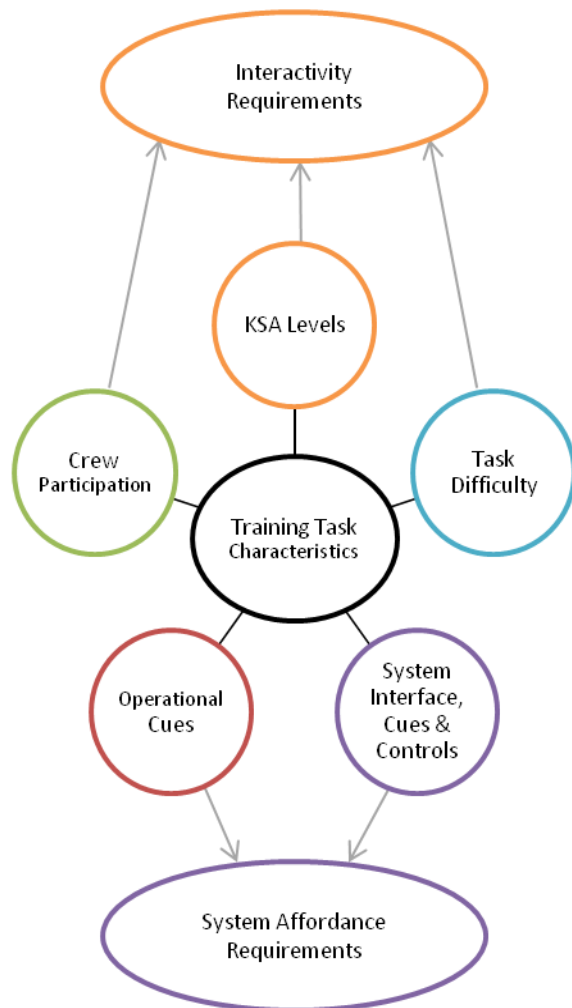 Interactivity
Requirements
KSA Levels
Crew
Participation
Task
Difficulty
Training Task
Characteristics
Operational
Cues
System
Interface,
Cues &
Controls
System Affordance
Requirements